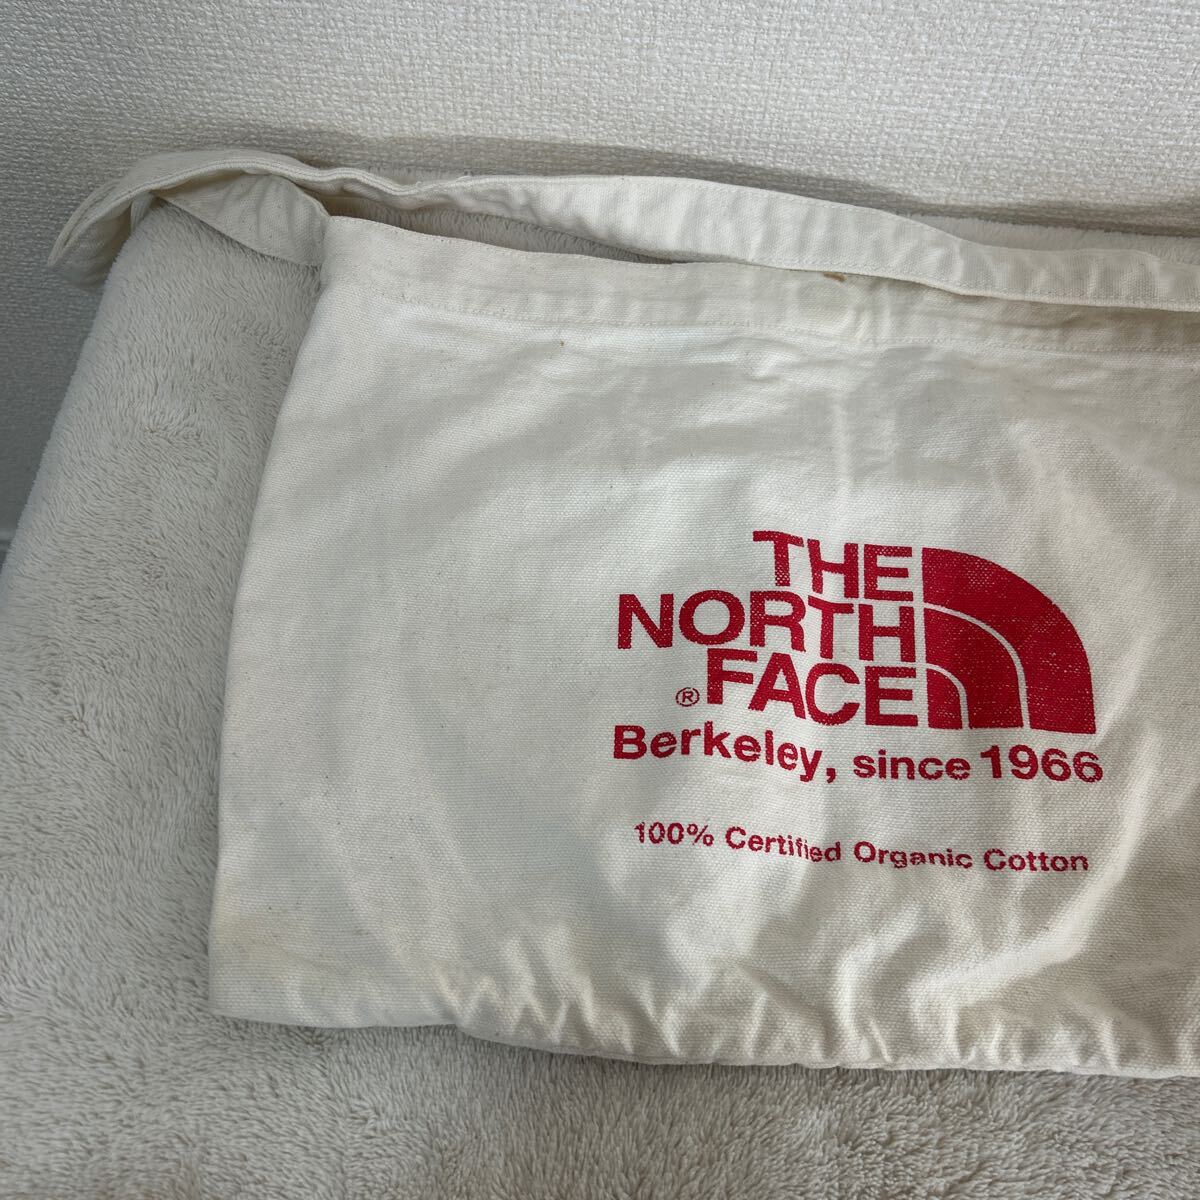 THE
NORTH
FACE
®
Berkeley, since 1966
100% Certified Organic Cotton